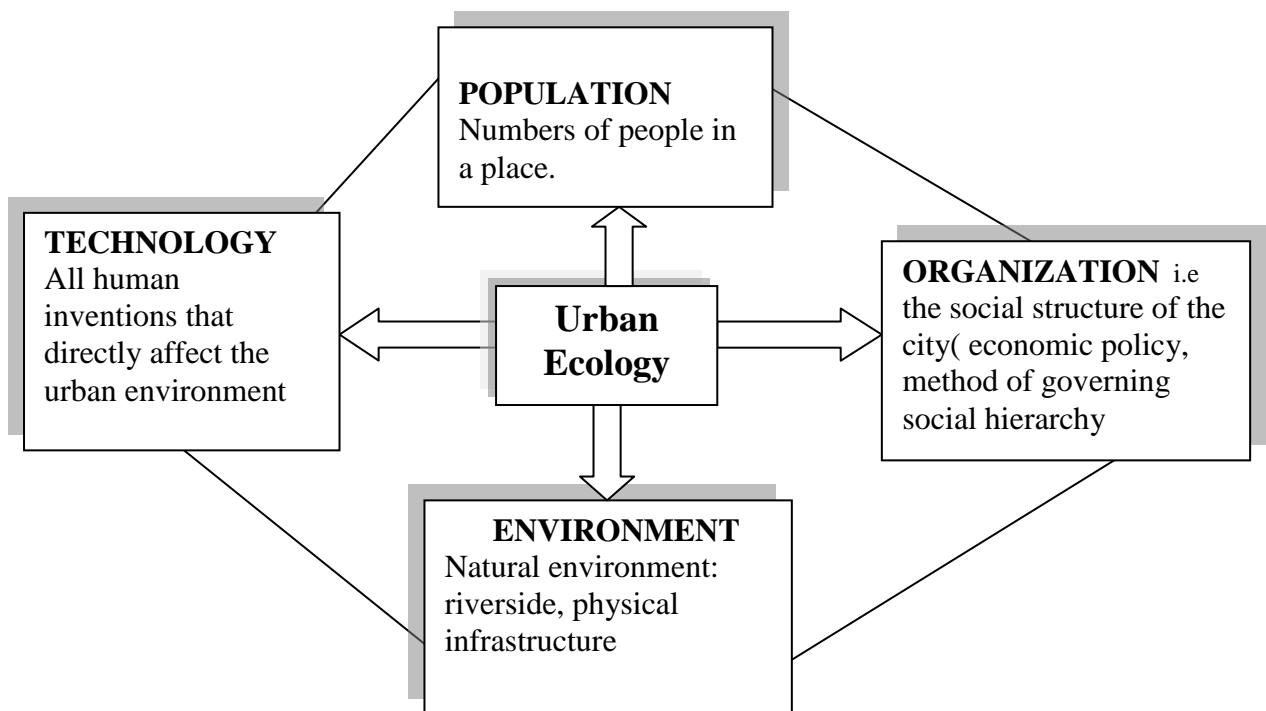 POPULATION
Numbers of people in
a place.
TECHNOLOGY
All human
inventions that
directly affect the
urban environment
Urban
Ecology
ORGANIZATION i.e
the social structure of the
city( economic policy,
method of governing
social hierarchy
ENVIRONMENT
Natural environment:
riverside, physical
infrastructure